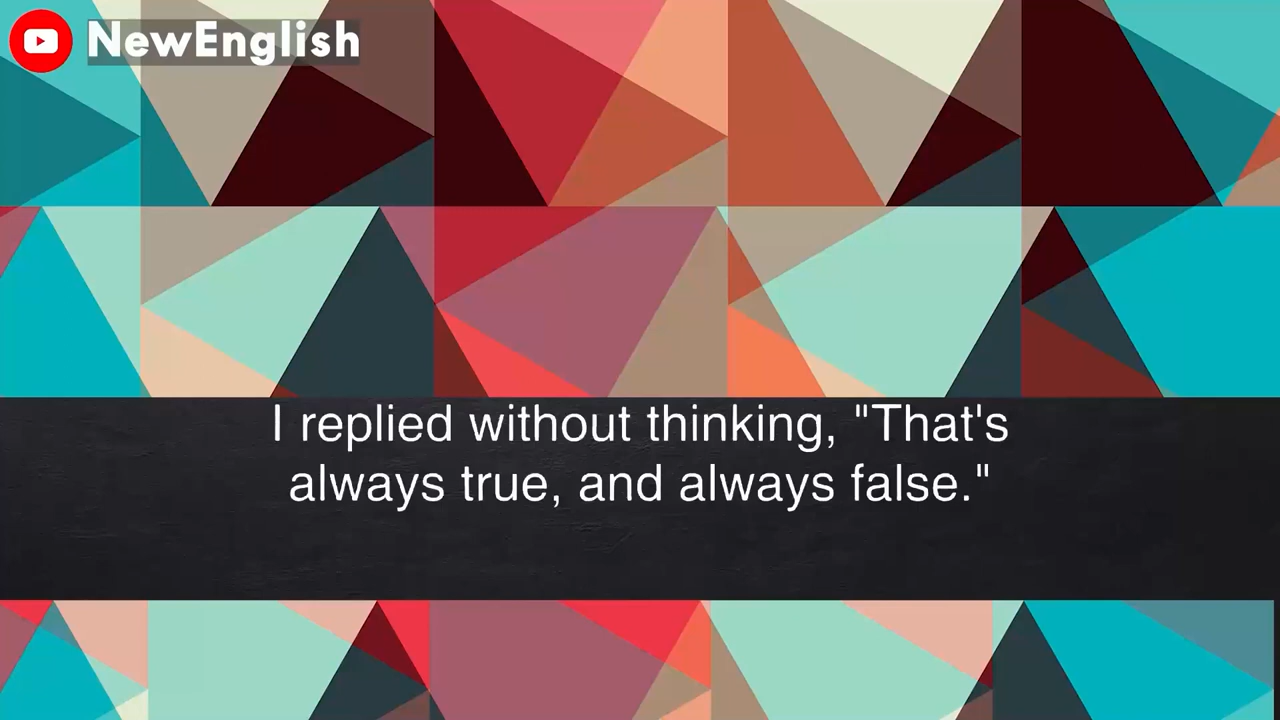 NewEnglish
I replied without thinking, "That's
always true, and always false."